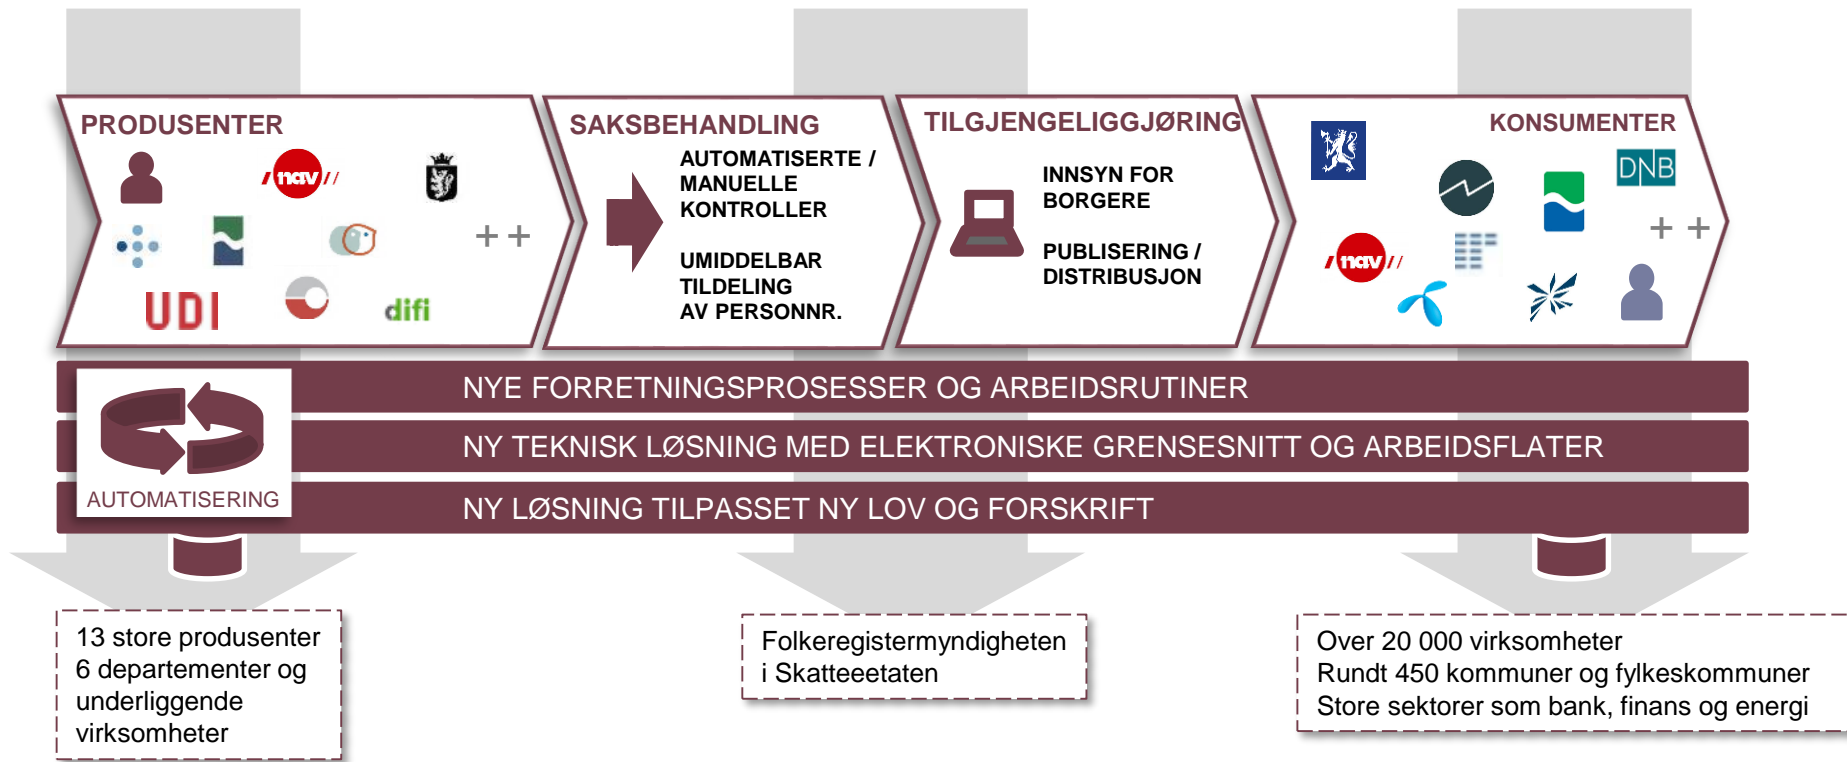 PRODUSENTER
nav
UDI
difi
+ +
SAKSBEHANDLING
AUTOMATISERTE /
MANUELLE
KONTROLLER
UMIDDELBAR
TILDELING
AV PERSONNR.
TILGJENGELIGGJØRING
INNSYN FOR
BORGERE
PUBLISERING /
DISTRIBUSJON
KONSUMENTER
DNB
nav
+ +
NYE FORRETNINGSPROSESSER OG ARBEIDSRUTINER
NY TEKNISK LØSNING MED ELEKTRONISKE GRENSESNITT OG ARBEIDSFLATER
NY LØSNING TILPASSET NY LOV OG FORSKRIFT
AUTOMATISERING
13 store produsenter
6 departementer og
underliggende
virksomheter
Folkeregistermyndigheten
i Skatteeetaten
Over 20 000 virksomheter
Rundt 450 kommuner og fylkeskommuner
Store sektorer som bank, finans og energi